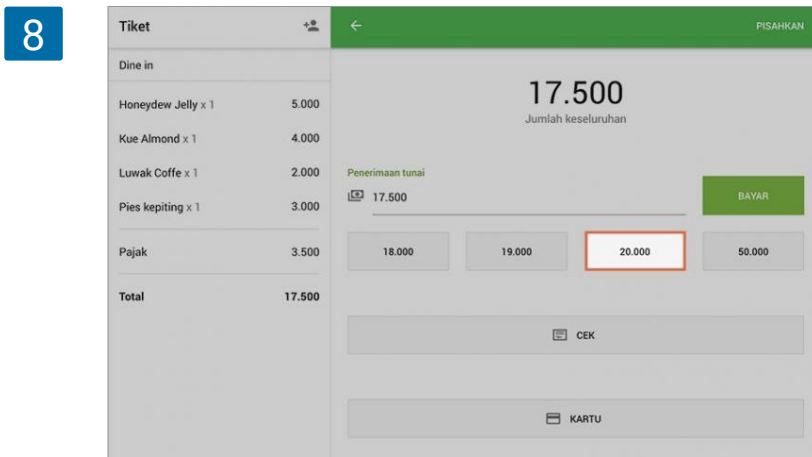 8
Tiket
PISAHKAN
Dine in
Honeydew Jelly x 1 5.000
Kue Almond x 1 4.000
Luwak Coffe x 1 2.000
Pies kepiting x 1 3.000
Pajak 3.500
Total 17.500
17.500
Jumlah keseluruhan
Penerimaan tunai
17.500
BAYAR
18.000 19.000 20.000 50.000
CEK
KARTU